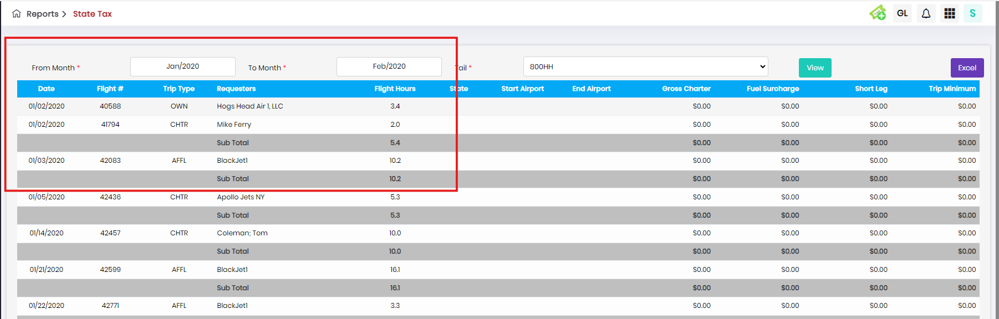 Reports > State Tax GL S
From Month * Jan/2020 To Month * Feb/2020 Tail * 800HH View Excel
Date Flight # Trip Type Requesters Flight Hours State Start Airport End Airport Gross Charter Fuel Surcharge Short Leg Trip Minimum
01/02/2020 40588 OWN Hogs Head Air 1, LLC 3.4 $0.00 $0.00 $0.00 $0.00
01/02/2020 41794 CHTR Mike Ferry 2.0 $0.00 $0.00 $0.00 $0.00
Sub Total 5.4 $0.00 $0.00 $0.00 $0.00
01/03/2020 42083 AFFL BlackJet1 10.2 $0.00 $0.00 $0.00 $0.00
Sub Total 10.2 $0.00 $0.00 $0.00 $0.00
01/05/2020 42436 CHTR Apollo Jets NY 5.3 $0.00 $0.00 $0.00 $0.00
Sub Total 5.3 $0.00 $0.00 $0.00 $0.00
01/14/2020 42457 CHTR Coleman; Tom 10.0 $0.00 $0.00 $0.00 $0.00
Sub Total 10.0 $0.00 $0.00 $0.00 $0.00
01/21/2020 42599 AFFL BlackJet1 16.1 $0.00 $0.00 $0.00 $0.00
Sub Total 16.1 $0.00 $0.00 $0.00 $0.00
01/22/2020 42771 AFFL BlackJet1 3.3 $0.00 $0.00 $0.00 $0.00